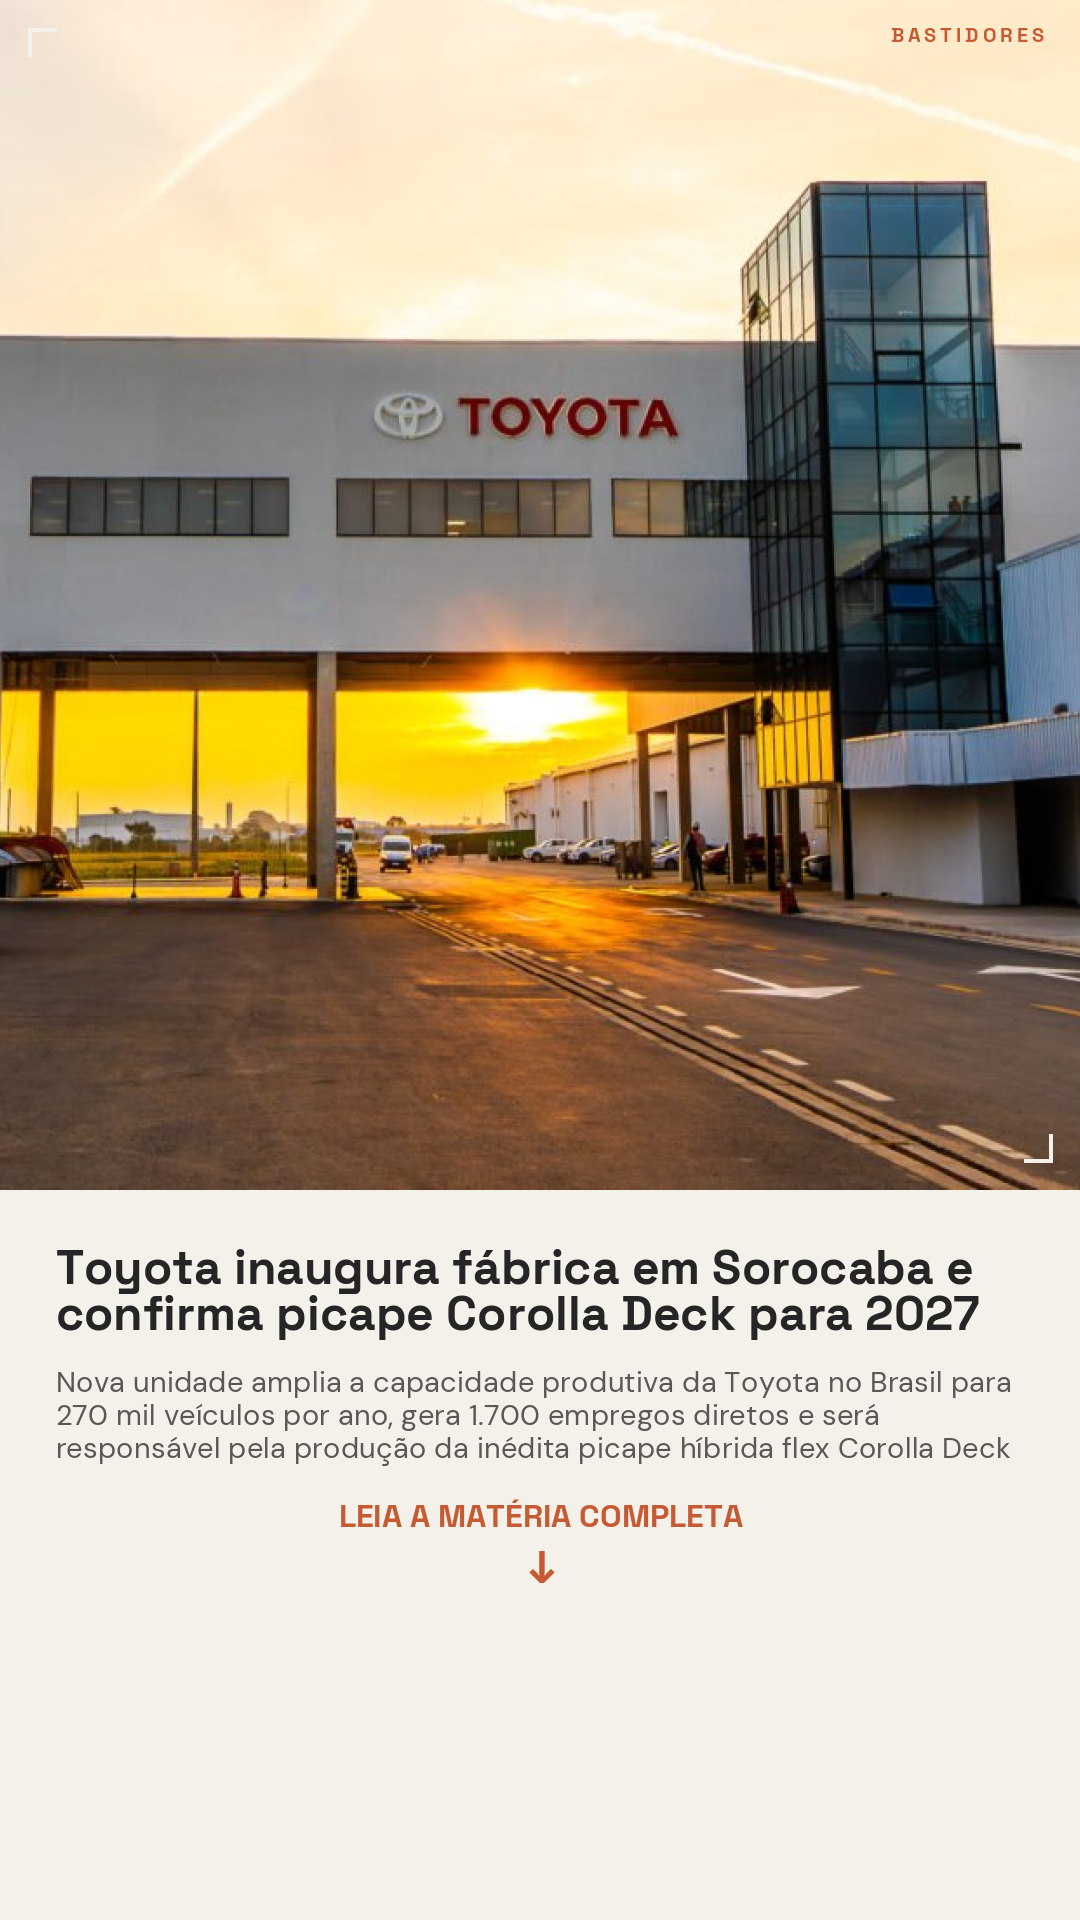 BASTIDORES
TOYOTA
Toyota inaugura fábrica em Sorocaba e
confirma picape Corolla Deck para 2027
Nova unidade amplia a capacidade produtiva da Toyota no Brasil para
270 mil veículos por ano, gera 1.700 empregos diretos e será
responsável pela produção da inédita picape híbrida flex Corolla Deck
LEIA A MATÉRIA COMPLETA
↓